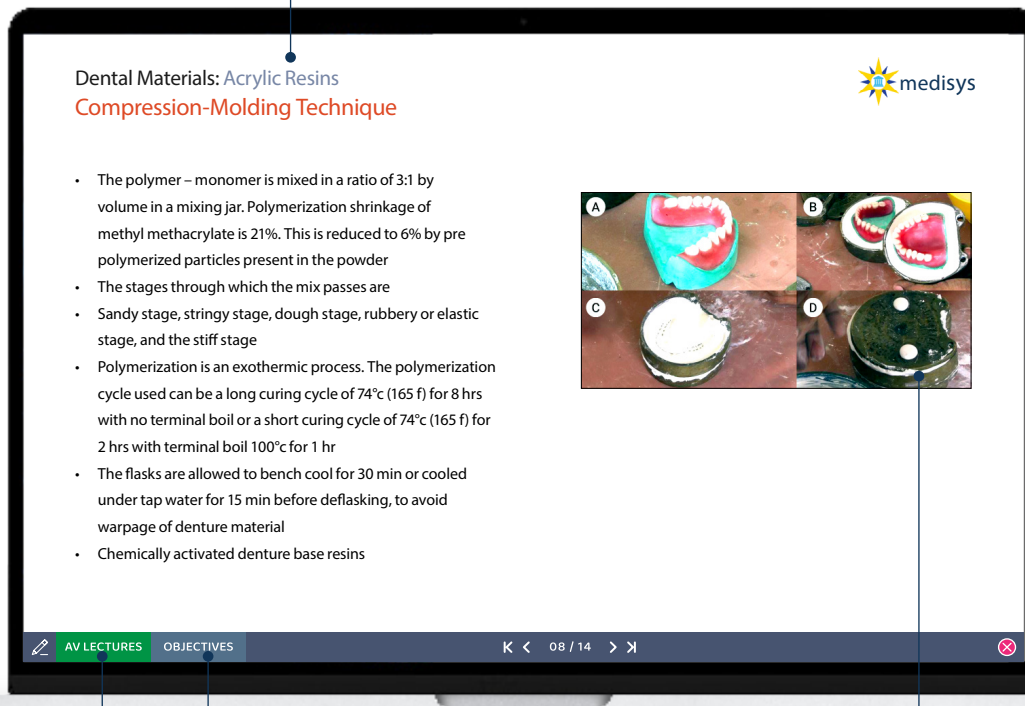 Dental Materials: Acrylic Resins
Compression-Molding Technique
medisys
• The polymer – monomer is mixed in a ratio of 3:1 by
volume in a mixing jar. Polymerization shrinkage of
methyl methacrylate is 21%. This is reduced to 6% by pre
polymerized particles present in the powder
• The stages through which the mix passes are
• Sandy stage, stringy stage, dough stage, rubbery or elastic
stage, and the stiff stage
• Polymerization is an exothermic process. The polymerization
cycle used can be a long curing cycle of 74°c (165 f) for 8 hrs
with no terminal boil or a short curing cycle of 74°c (165 f) for
2 hrs with terminal boil 100°c for 1 hr
• The flasks are allowed to bench cool for 30 min or cooled
under tap water for 15 min before deflasking, to avoid
warpage of denture material
• Chemically activated denture base resins
A
B
C
D
AV LECTURES OBJECTIVES 08 / 14